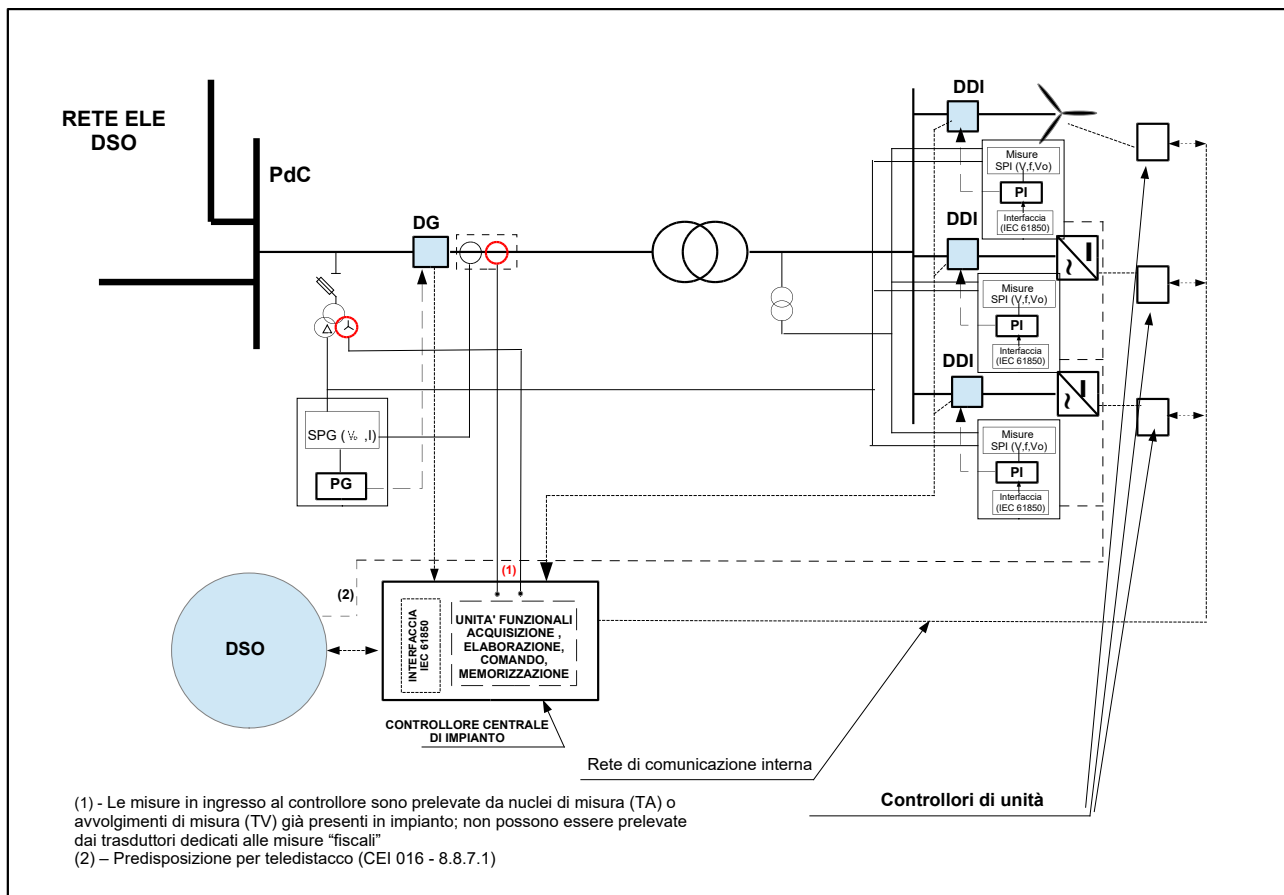 RETE ELE
DSO
PdC
DG
DDI
Misure
SPI (V,f,Vo)
PI
Interfaccia
(IEC 61850)
DDI
Misure
SPI (V,f,Vo)
PI
Interfaccia
(IEC 61850)
DDI
Misure
SPI (V,f,Vo)
PI
Interfaccia
(IEC 61850)
SPG ( ,I)
PG
(1)
(2)
DSO
INTERFACCIA
IEC 61850
UNITA' FUNZIONALI
ACQUISIZIONE ,
ELABORAZIONE,
COMANDO,
MEMORIZZAZIONE
CONTROLLORE CENTRALE
DI IMPIANTO
Rete di comunicazione interna
Controllori di unità
(1) - Le misure in ingresso al controllore sono prelevate da nuclei di misura (TA) o
avvolgimenti di misura (TV) già presenti in impianto; non possono essere prelevate
dai trasduttori dedicati alle misure “fiscali”
(2) – Predisposizione per teledistacco (CEI 016 - 8.8.7.1)